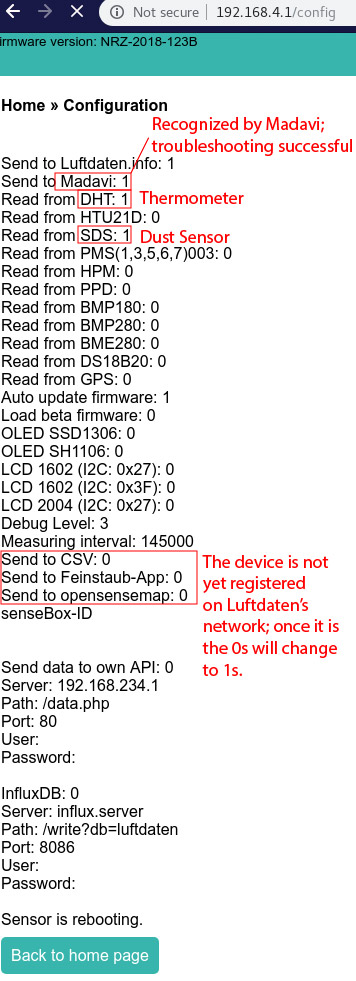 Not secure | 192.168.4.1/config
irmware version: NRZ-2018-123B
Home » Configuration
Recognized by Madavi;
troubleshooting successful
Send to Luftdaten.info: 1
Send to Madavi: 1
Read from DHT: 1
Thermometer
Read from HTU21D: 0
Read from SDS: 1
Dust Sensor
Read from PMS(1,3,5,6,7)003: 0
Read from HPM: 0
Read from PPD: 0
Read from BMP180: 0
Read from BMP280: 0
Read from BME280: 0
Read from DS18B20: 0
Read from GPS: 0
Auto update firmware: 1
Load beta firmware: 0
OLED SSD1306: 0
OLED SH1106: 0
LCD 1602 (I2C: 0x27): 0
LCD 1602 (I2C: 0x3F): 0
LCD 2004 (I2C: 0x27): 0
Debug Level: 3
Measuring interval: 145000
Send to CSV: 0
Send to Feinstaub-App: 0
Send to opensensemap: 0
senseBox-ID
The device is not
yet registered
on Luftdaten's
network; once it is
the 0s will change
to 1s.
Send data to own API: 0
Server: 192.168.234.1
Path: /data.php
Port: 80
User:
Password:
InfluxDB: 0
Server: influx.server
Path: /write?db=luftdaten
Port: 8086
User:
Password:
Sensor is rebooting.
Back to home page